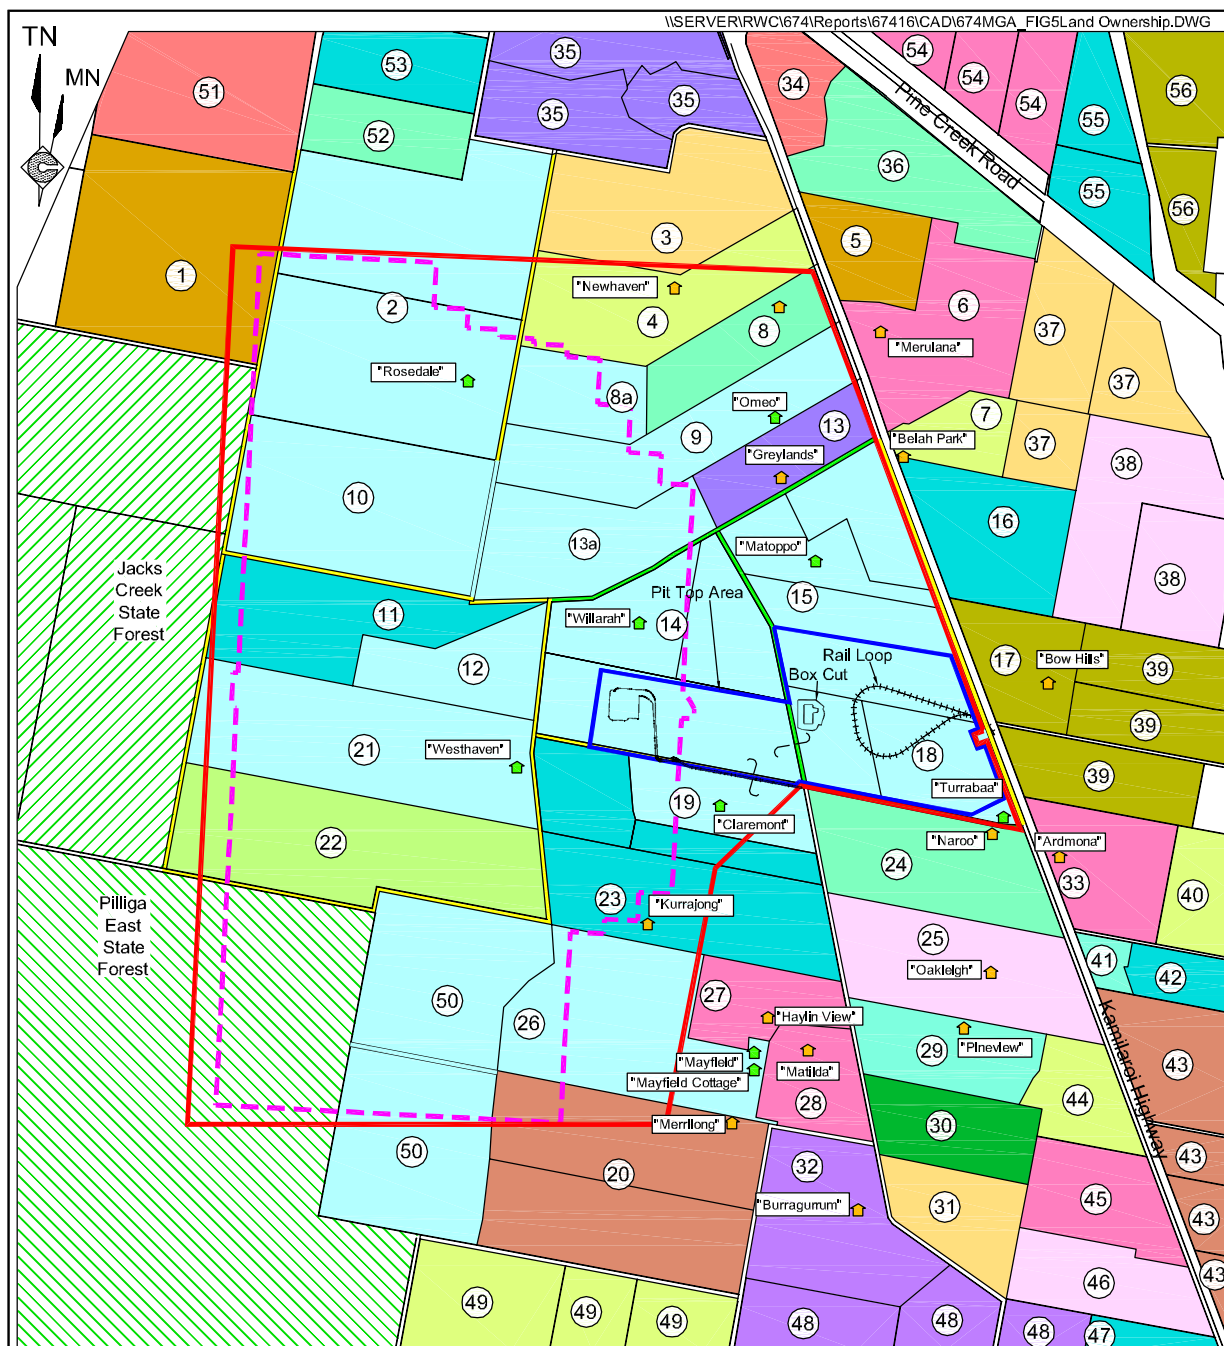 \\SERVER\RWC\674\Reports\67416\CAD\674MGA_FIG5Land Ownership.DWG
TN
MN
51
53
52
35
35
35
34
54
54
54
55
55
56
56
Pine Creek Road
36
1
2
3
4
"Newhaven"
5
6
"Merulana"
8
8a
37
37
37
"Rosedale"
"Omeo"
9
13
7
"Belah Park"
"Greylands"
38
38
10
13a
16
"Matoppo"
Jacks
Creek
State
Forest
11
12
"Willarah"
14
Pit Top Area
15
Rail Loop
Box Cut
17
"Bow Hills"
39
39
39
21
"Westhaven"
18
"Turrabaa"
19
"Claremont"
"Naroo"
"Ardmona"
22
24
33
40
Pilliga
East
State
Forest
23
"Kurrajong"
25
"Oakleigh"
41
42
50
26
27
"Haylin View"
"Mayfield"
"Mayfield Cottage"
"Matilda"
28
29
"Pineview"
Kamilaroi Highway
43
44
30
"Merrilong"
50
20
32
"Burragurrum"
31
45
43
43
43
46
49
49
49
48
48
48
47